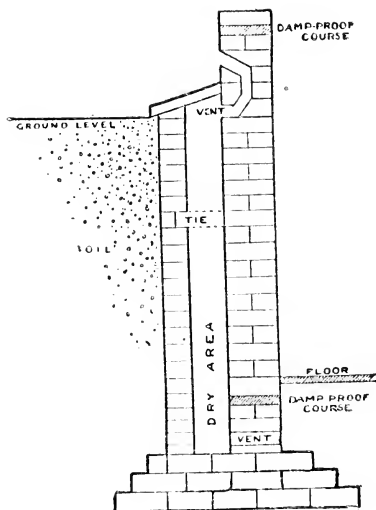 DAMP-PROOF
COURSE
VENT
GROUND LEVEL
TIE
SOIL
DRY AREA
FLOOR
DAMP PROOF
COURSE
VENT